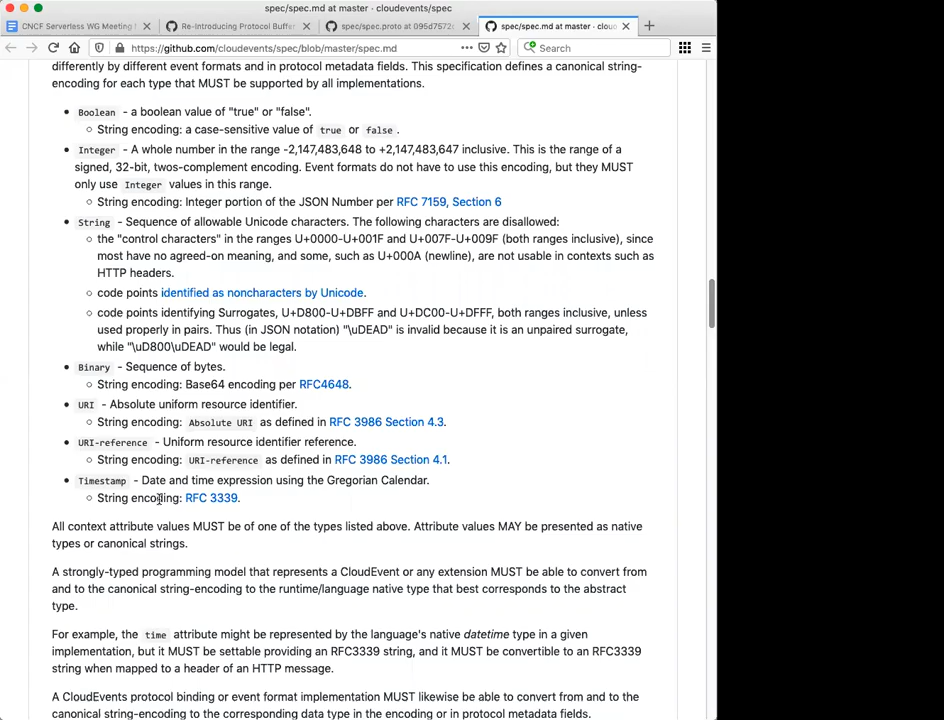 spec/spec.md at master · cloudevents/spec
CNCF Serverless WG Meeting
Re-Introducing Protocol Buffer
spec/spec.proto at 095d7572
spec/spec.md at master · cloud
https://github.com/cloudevents/spec/blob/master/spec.md
Search
differently by different event formats and in protocol metadata fields. This specification defines a canonical string-
encoding for each type that MUST be supported by all implementations.
Boolean - a boolean value of "true" or "false".
String encoding: a case-sensitive value of true or false.
Integer - A whole number in the range -2,147,483,648 to +2,147,483,647 inclusive. This is the range of a
signed, 32-bit, twos-complement encoding. Event formats do not have to use this encoding, but they MUST
only use Integer values in this range.
String encoding: Integer portion of the JSON Number per RFC 7159, Section 6
String - Sequence of allowable Unicode characters. The following characters are disallowed:
the "control characters" in the ranges U+0000-U+001F and U+007F-U+009F (both ranges inclusive), since
most have no agreed-on meaning, and some, such as U+000A (newline), are not usable in contexts such as
HTTP headers.
code points identified as noncharacters by Unicode.
code points identifying Surrogates, U+D800-U+DBFF and U+DC00-U+DFFF, both ranges inclusive, unless
used properly in pairs. Thus (in JSON notation) "\uDEAD" is invalid because it is an unpaired surrogate,
while "\uD800\uDEAD" would be legal.
Binary - Sequence of bytes.
String encoding: Base64 encoding per RFC4648.
URI - Absolute uniform resource identifier.
String encoding: Absolute URI as defined in RFC 3986 Section 4.3.
URI-reference - Uniform resource identifier reference.
String encoding: URI-reference as defined in RFC 3986 Section 4.1.
Timestamp - Date and time expression using the Gregorian Calendar.
String encoding: RFC 3339.
All context attribute values MUST be of one of the types listed above. Attribute values MAY be presented as native
types or canonical strings.
A strongly-typed programming model that represents a CloudEvent or any extension MUST be able to convert from
and to the canonical string-encoding to the runtime/language native type that best corresponds to the abstract
type.
For example, the time attribute might be represented by the language's native datetime type in a given
implementation, but it MUST be settable providing an RFC3339 string, and it MUST be convertible to an RFC3339
string when mapped to a header of an HTTP message.
A CloudEvents protocol binding or event format implementation MUST likewise be able to convert from and to the
canonical string-encoding to the corresponding data type in the encoding or in protocol metadata fields.